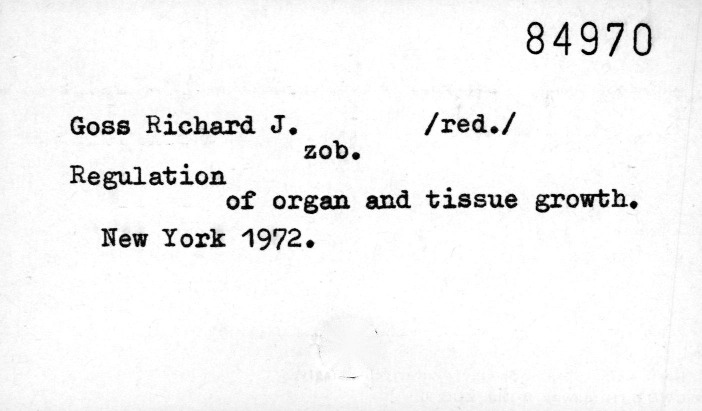 84970
Goss Richard J. /red./
zob.
Regulation
of organ and tissue growth.
New York 1972.